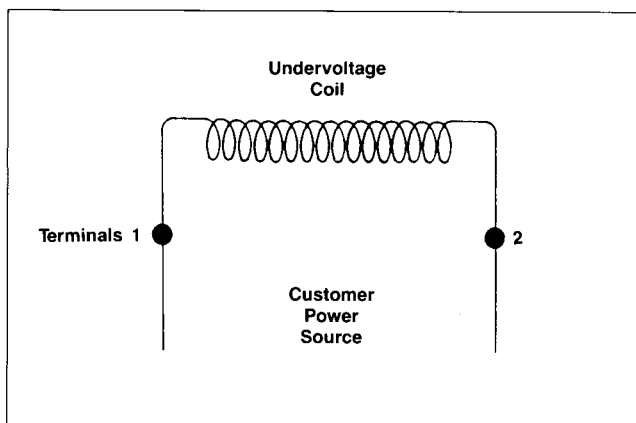 Undervoltage
Coil
Terminals 1
2
Customer
Power
Source